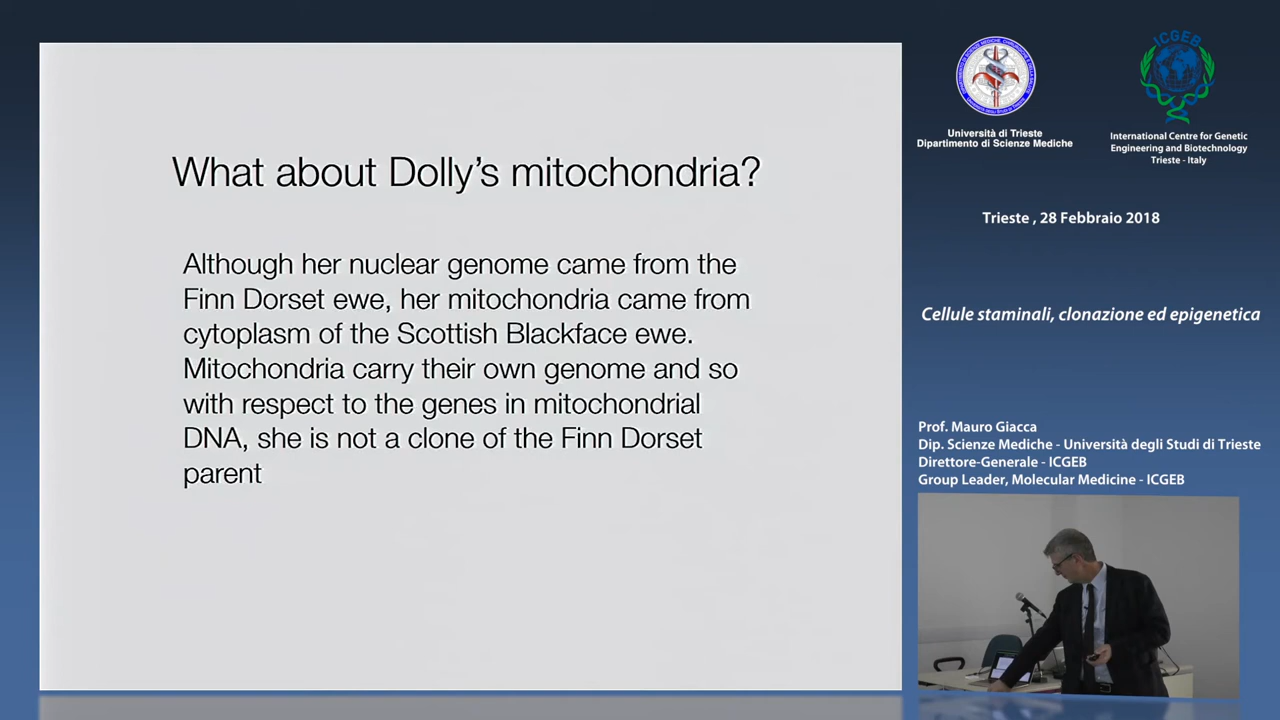 What about Dolly's mitochondria?
Although her nuclear genome came from the
Finn Dorset ewe, her mitochondria came from
cytoplasm of the Scottish Blackface ewe.
Mitochondria carry their own genome and so
with respect to the genes in mitochondrial
DNA, she is not a clone of the Finn Dorset
parent
Università di Trieste
Dipartimento di Scienze Mediche
ICGEB
International Centre for Genetic
Engineering and Biotechnology
Trieste - Italy
Trieste , 28 Febbraio 2018
Cellule staminali, clonazione ed epigenetica
Prof. Mauro Giacca
Dip. Scienze Mediche - Università degli Studi di Trieste
Direttore-Generale - ICGEB
Group Leader, Molecular Medicine - ICGEB